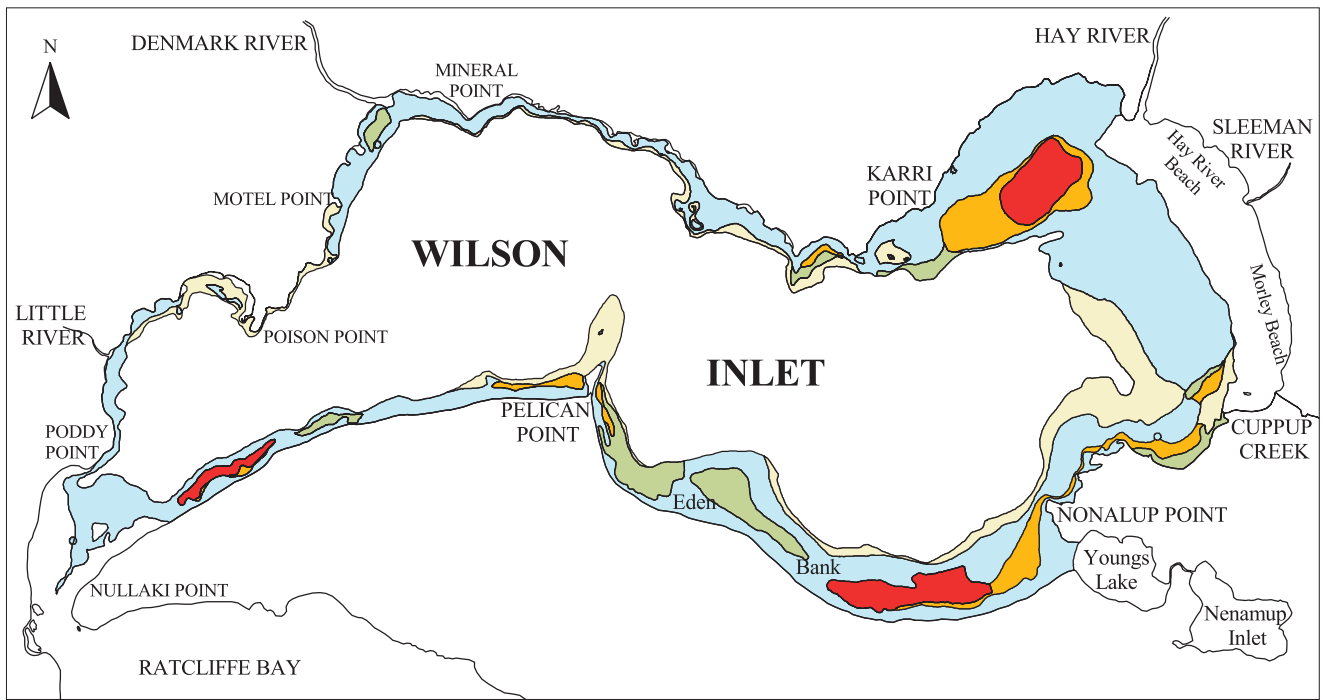 DENMARK RIVER
HAY RIVER
N
MINERAL
POINT
SLEEMAN
RIVER
Hay River
Beach
KARRI
POINT
MOTEL POINT
WILSON
LITTLE
RIVER
POISON POINT
Morley Beach
INLET
PELICAN
POINT
PODDY
POINT
CUPPUP
CREEK
Eden
NONALUP POINT
Bank
Youngs
Lake
NULLAKI POINT
Nenamup
Inlet
RATCLIFFE BAY